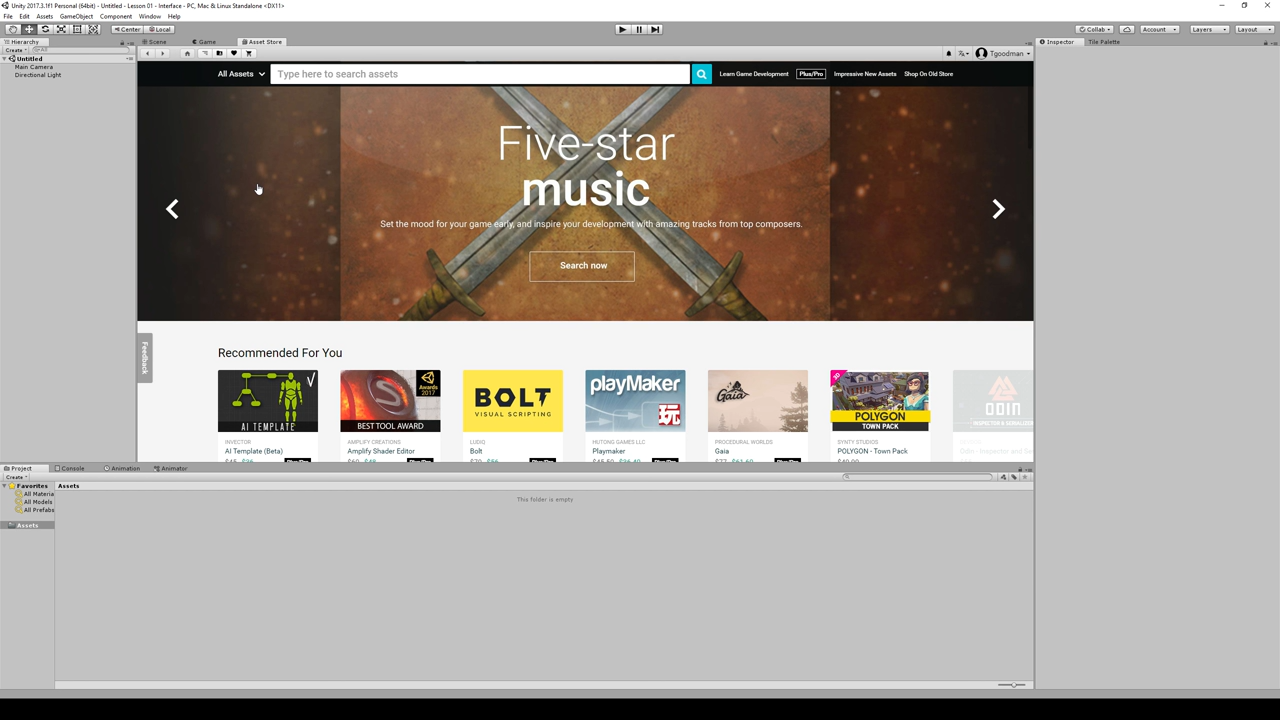 Unity 2017.3.1f1 Personal (64bit) - Untitled - Lesson 01 - Interface - PC, Mac & Linux Standalone <DX11>
File Edit Assets GameObject Component Window Help
Center Local
Collab Account Layers Layout
Hierarchy
Scene Game Asset Store
Inspector Tile Palette
Create All
Untitled
Main Camera
Directional Light
Tgoodman
All Assets
Type here to search assets
Learn Game Development Plus/Pro Impressive New Assets Shop On Old Store
Five-star
music
Set the mood for your game early, and inspire your development with amazing tracks from top composers.
Search now
Feedback
Recommended For You
AI TEMPLATE
Awards
2017
BEST TOOL AWARD
BOLT
VISUAL SCRIPTING
playMaker
玩
Gaia
POLYGON
TOWN PACK
ODIN
INSPECTOR & SERIALIZER
INVECTOR AMPLIFY CREATIONS LUDIQ HUTONG GAMES LLC PROCEDURAL WORLDS SYNTY STUDIOS
AI Template (Beta) Amplify Shader Editor Bolt Playmaker Gaia POLYGON - Town Pack
Project Console Animation Animator
Create
Favorites
All Materia
All Models
All Prefabs
Assets
Assets
This folder is empty